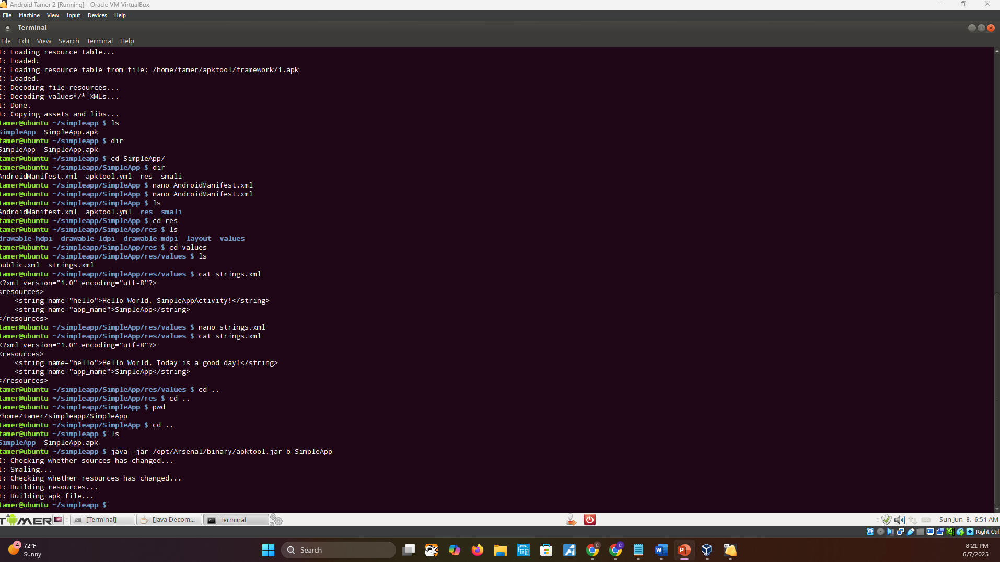 Android Tamer 2 [Running] - Oracle VM VirtualBox
File Machine View Input Devices Help
Terminal
File Edit View Search Terminal Help
I: Loading resource table...
I: Loaded.
I: Loading resource table from file: /home/tamer/apktool/framework/1.apk
I: Loaded.
I: Decoding file-resources...
I: Decoding values*/* XMLs...
I: Done.
I: Copying assets and libs...
tamer@ubuntu ~/simpleapp $ ls
SimpleApp  SimpleApp.apk
tamer@ubuntu ~/simpleapp $ dir
SimpleApp  SimpleApp.apk
tamer@ubuntu ~/simpleapp $ cd SimpleApp/
tamer@ubuntu ~/simpleapp/SimpleApp $ dir
AndroidManifest.xml  apktool.yml  res  smali
tamer@ubuntu ~/simpleapp/SimpleApp $ nano AndroidManifest.xml
tamer@ubuntu ~/simpleapp/SimpleApp $ nano AndroidManifest.xml
tamer@ubuntu ~/simpleapp/SimpleApp $ ls
AndroidManifest.xml  apktool.yml  res  smali
tamer@ubuntu ~/simpleapp/SimpleApp $ cd res
tamer@ubuntu ~/simpleapp/SimpleApp/res $ ls
drawable-hdpi  drawable-ldpi  drawable-mdpi  layout  values
tamer@ubuntu ~/simpleapp/SimpleApp/res $ cd values
tamer@ubuntu ~/simpleapp/SimpleApp/res/values $ ls
public.xml  strings.xml
tamer@ubuntu ~/simpleapp/SimpleApp/res/values $ cat strings.xml
<?xml version="1.0" encoding="utf-8"?>
<resources>
    <string name="hello">Hello World, SimpleAppActivity!</string>
    <string name="app_name">SimpleApp</string>
</resources>
tamer@ubuntu ~/simpleapp/SimpleApp/res/values $ nano strings.xml
tamer@ubuntu ~/simpleapp/SimpleApp/res/values $ cat strings.xml
<?xml version="1.0" encoding="utf-8"?>
<resources>
    <string name="hello">Hello World, Today is a good day!</string>
    <string name="app_name">SimpleApp</string>
</resources>
tamer@ubuntu ~/simpleapp/SimpleApp/res/values $ cd ..
tamer@ubuntu ~/simpleapp/SimpleApp/res $ cd ..
tamer@ubuntu ~/simpleapp/SimpleApp $ pwd
/home/tamer/simpleapp/SimpleApp
tamer@ubuntu ~/simpleapp/SimpleApp $ cd ..
tamer@ubuntu ~/simpleapp $ ls
SimpleApp  SimpleApp.apk
tamer@ubuntu ~/simpleapp $ java -jar /opt/Arsenal/binary/apktool.jar b SimpleApp
I: Checking whether sources has changed...
I: Smaling...
I: Checking whether resources has changed...
I: Building resources...
I: Building apk file...
tamer@ubuntu ~/simpleapp $
TAMER [Terminal] [Java Decom... Terminal Sun Jun 8, 6:51 AM
Right Ctrl
4 72°F
Sunny
Search
8:21 PM
6/7/2025